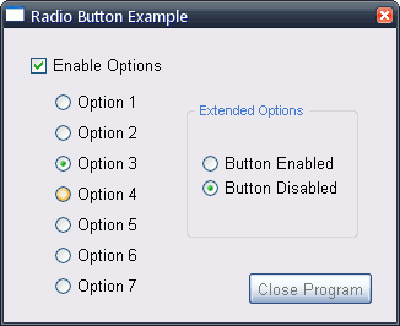 Radio Button Example
Enable Options
Option 1
Option 2
Option 3
Option 4
Option 5
Option 6
Option 7
Extended Options
Button Enabled
Button Disabled
Close Program